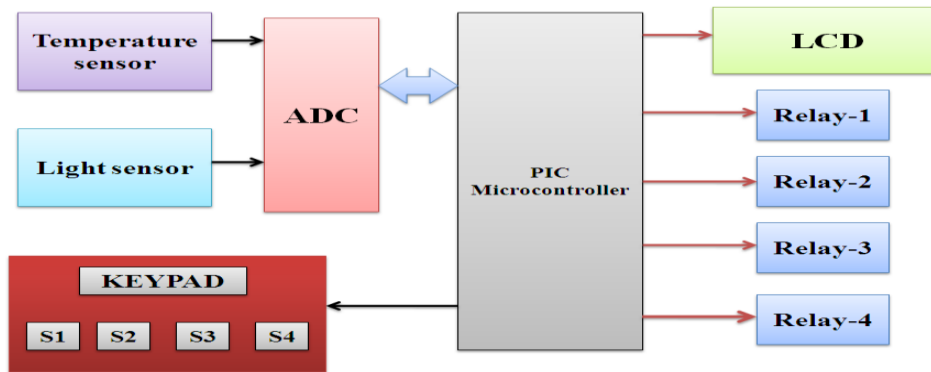 Temperature
sensor
ADC
Light sensor
PIC
Microcontroller
LCD
Relay-1
Relay-2
Relay-3
Relay-4
KEYPAD
S1 S2 S3 S4